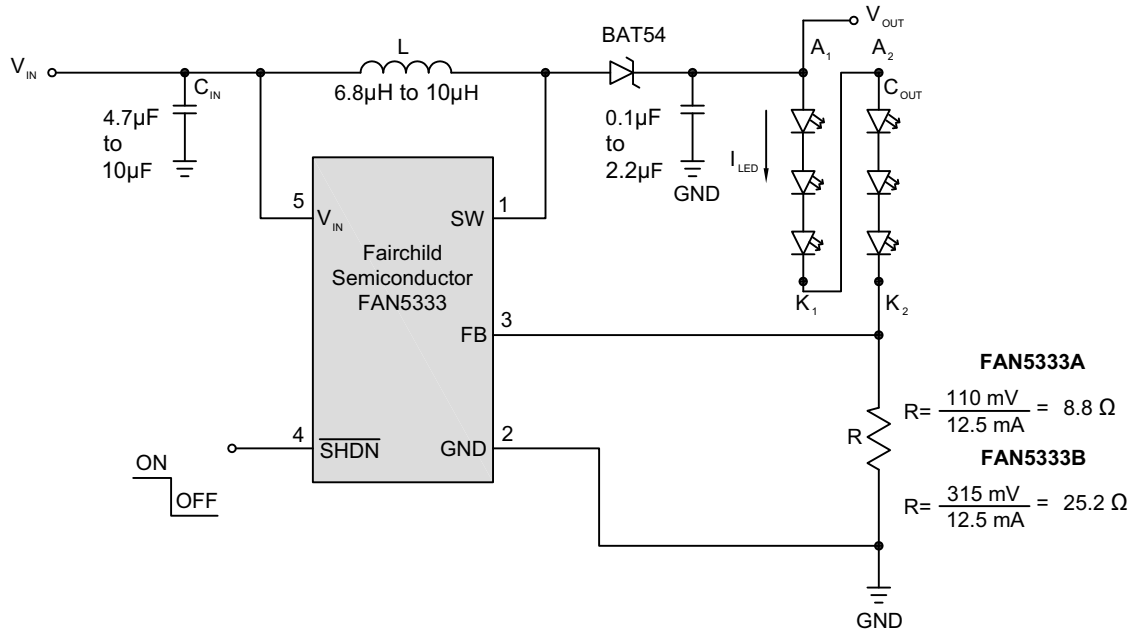 V_OUT
BAT54
A_1
A_2
L
V_IN
C_IN
C_OUT
6.8µH to 10µH
4.7µF
to
10µF
0.1µF
to
2.2µF
I_LED
GND
5
V_IN
SW
1
Fairchild
Semiconductor
FAN5333
K_1
K_2
FB
3
FAN5333A
R= 110 mV / 12.5 mA = 8.8 Ω
R
4
SHDN
GND
2
FAN5333B
ON
OFF
R= 315 mV / 12.5 mA = 25.2 Ω
GND